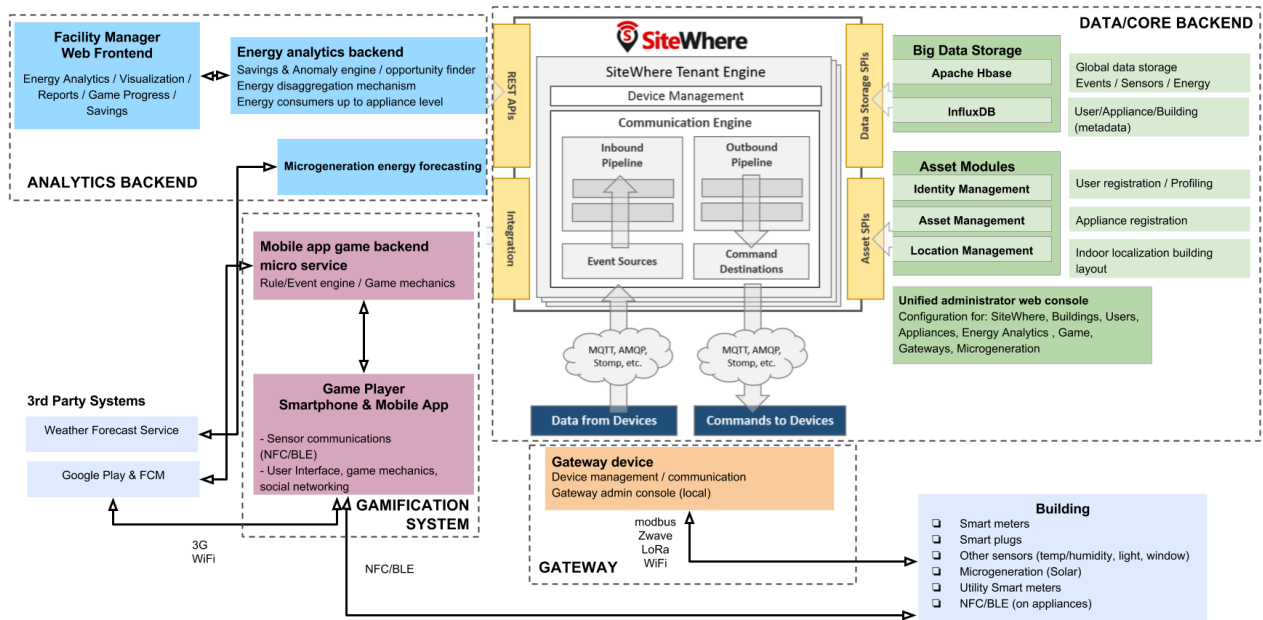 Facility Manager
Web Frontend
Energy Analytics / Visualization /
Reports / Game Progress /
Savings
Energy analytics backend
Savings & Anomaly engine / opportunity finder
Energy disaggregation mechanism
Energy consumers up to appliance level
Microgeneration energy forecasting
ANALYTICS BACKEND
Mobile app game backend
micro service
Rule/Event engine / Game mechanics
Game Player
Smartphone & Mobile App
- Sensor communications
(NFC/BLE)
- User Interface, game mechanics,
social networking
GAMIFICATION
SYSTEM
3rd Party Systems
Weather Forecast Service
Google Play & FCM
3G
WiFi
NFC/BLE
DATA/CORE BACKEND
S
SiteWhere
REST APIs
Integration
SiteWhere Tenant Engine
Device Management
Communication Engine
Inbound
Pipeline
Outbound
Pipeline
Event Sources
Command
Destinations
MQTT, AMQP,
Stomp, etc.
MQTT, AMQP,
Stomp, etc.
Data from Devices
Commands to Devices
Data Storage SPIs
Asset SPIs
Big Data Storage
Apache Hbase
InfluxDB
Global data storage
Events / Sensors / Energy
User/Appliance/Building
(metadata)
Asset Modules
Identity Management
Asset Management
Location Management
User registration / Profiling
Appliance registration
Indoor localization building
layout
Unified administrator web console
Configuration for: SiteWhere, Buildings, Users,
Appliances, Energy Analytics , Game,
Gateways, Microgeneration
Gateway device
Device management / communication
Gateway admin console (local)
modbus
Zwave
LoRa
WiFi
GATEWAY
Building
❏ Smart meters
❏ Smart plugs
❏ Other sensors (temp/humidity, light, window)
❏ Microgeneration (Solar)
❏ Utility Smart meters
❏ NFC/BLE (on appliances)